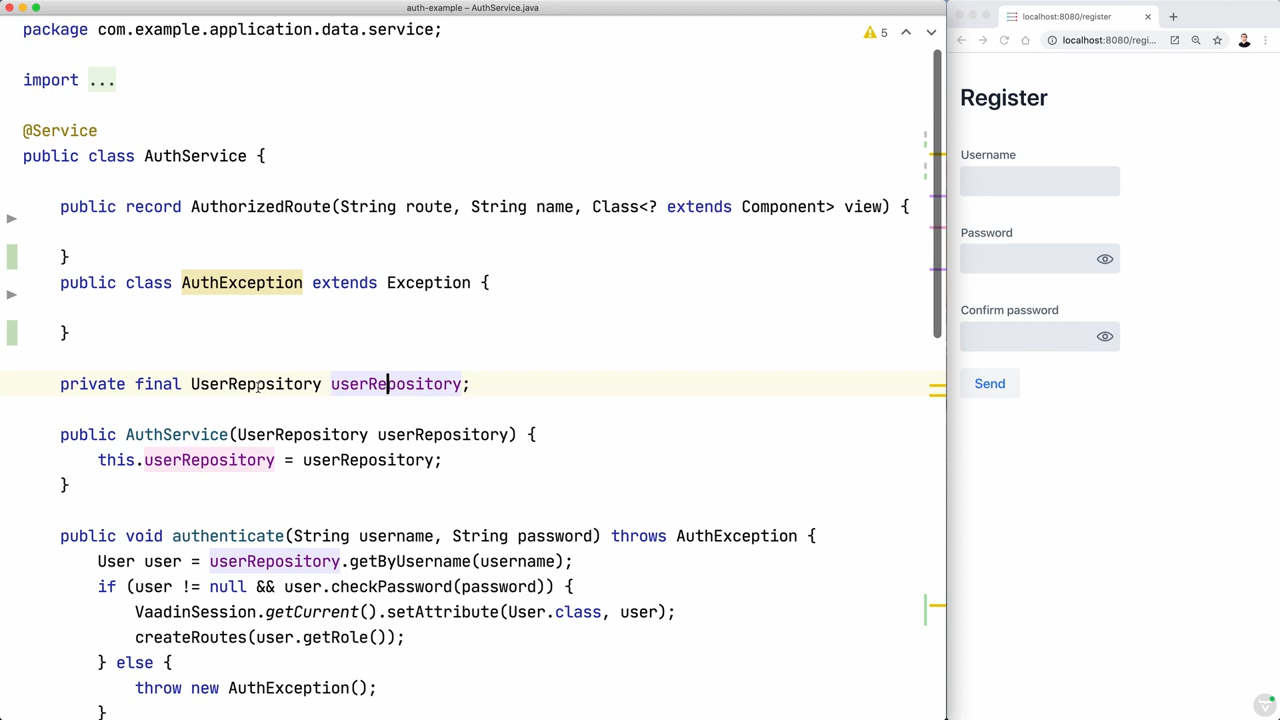 auth-example – AuthService.java
package com.example.application.data.service;
5
import ...
@Service
public class AuthService {
public record AuthorizedRoute(String route, String name, Class<? extends Component> view) {
}
public class AuthException extends Exception {
}
private final UserRepository userRepository;
public AuthService(UserRepository userRepository) {
this.userRepository = userRepository;
}
public void authenticate(String username, String password) throws AuthException {
User user = userRepository.getByUsername(username);
if (user != null && user.checkPassword(password)) {
VaadinSession.getCurrent().setAttribute(User.class, user);
createRoutes(user.getRole());
} else {
throw new AuthException();
}
localhost:8080/register
localhost:8080/regi...
Register
Username
Password
Confirm password
Send